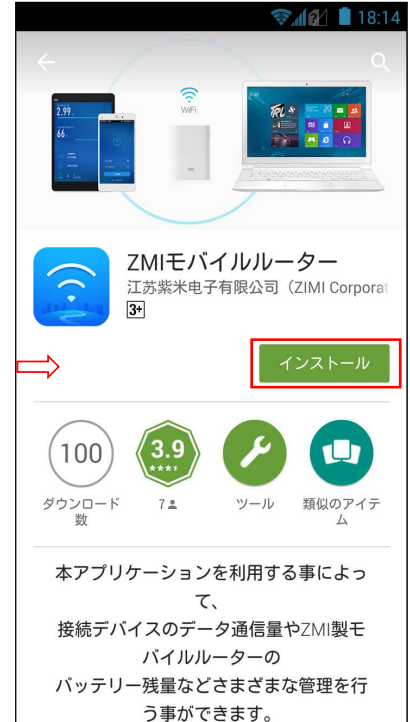 18:14
WiFi
2.99
66
20
ZMIモバイルルーター
江苏紫米电子有限公司（ZIMI Corporat
3+
インストール
100
3.9
ダウンロード
数
7
ツール
類似のアイテ
ム
本アプリケーションを利用する事によっ
て、
接続デバイスのデータ通信量やZMI製モ
バイルルーターの
バッテリー残量などさまざまな管理を行
う事ができます。